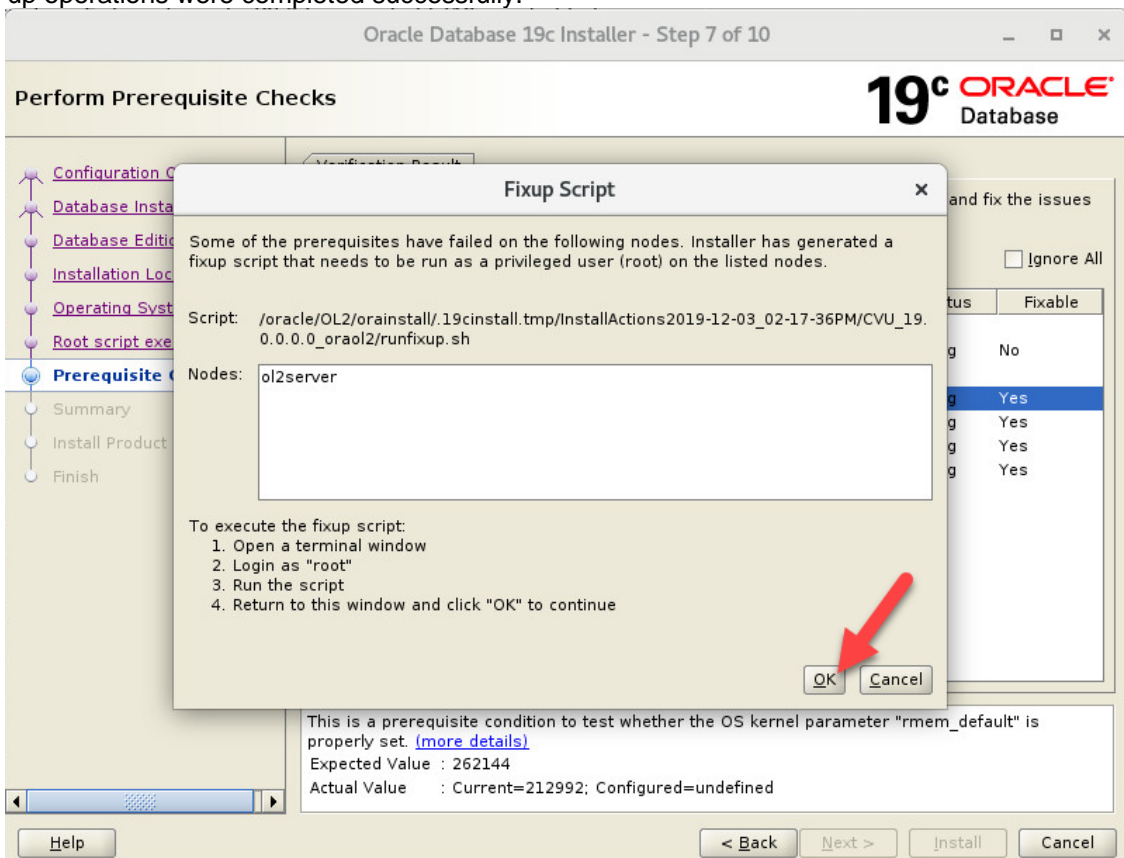 up operations were completed successfully.
Oracle Database 19c Installer - Step 7 of 10
Perform Prerequisite Checks
19c ORACLE
Database
Configuration
Database Insta
Database Editio
Installation Loc
Operating Syst
Root script exe
Prerequisite
Summary
Install Product
Finish
Verification Result
and fix the issues
Ignore All
tus Fixable
g No
g Yes
g Yes
g Yes
g Yes
Fixup Script
Some of the prerequisites have failed on the following nodes. Installer has generated a
fixup script that needs to be run as a privileged user (root) on the listed nodes.
Script: /oracle/OL2/orainstall/.19cinstall.tmp/InstallActions2019-12-03_02-17-36PM/CVU_19.
0.0.0.0_oraol2/runfixup.sh
Nodes: ol2server
To execute the fixup script:
1. Open a terminal window
2. Login as "root"
3. Run the script
4. Return to this window and click "OK" to continue
OK Cancel
This is a prerequisite condition to test whether the OS kernel parameter "rmem_default" is
properly set. (more details)
Expected Value : 262144
Actual Value : Current=212992; Configured=undefined
Help < Back Next > Install Cancel